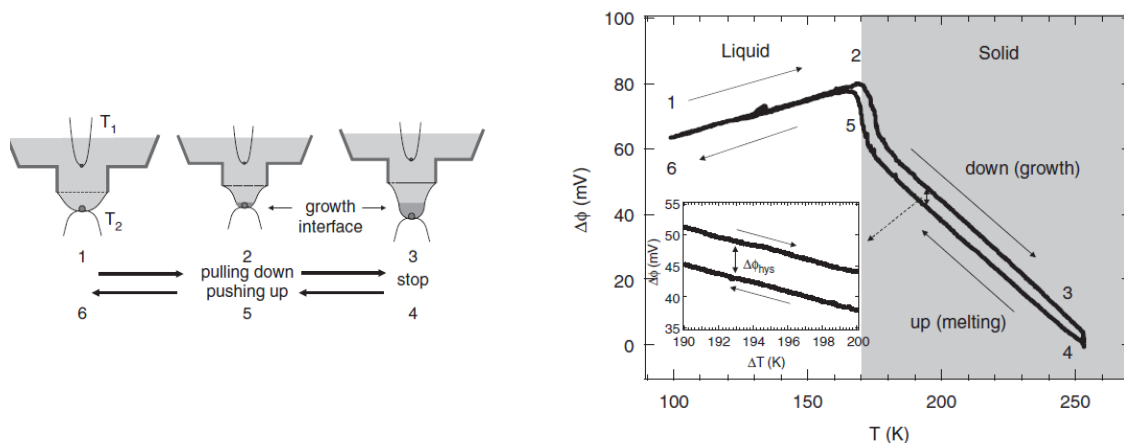 T1
T2
growth
interface
1
2
3
pulling down
pushing up
stop
6
5
4
100
80
60
40
20
0
Δϕ (mV)
Liquid
Solid
1
2
5
6
down (growth)
up (melting)
3
4
55
50
45
40
35
Δϕ (mV)
Δϕhys
190
192
194
196
198
200
ΔT (K)
100
150
200
250
T (K)